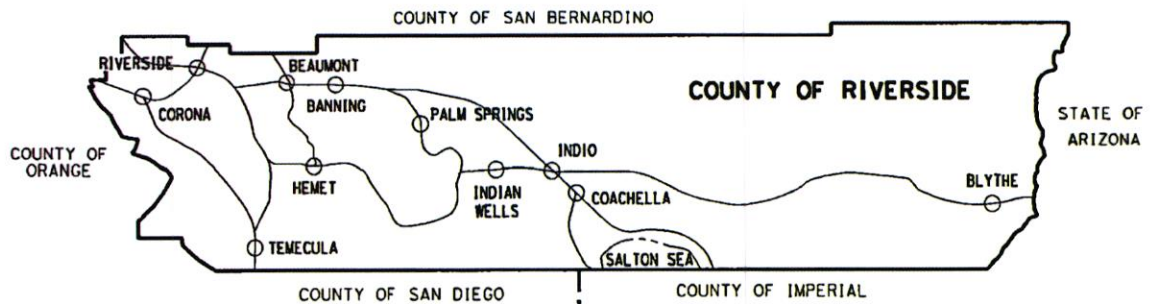 COUNTY OF SAN BERNARDINO
RIVERSIDE
BEAUMONT
COUNTY OF RIVERSIDE
BANNING
CORONA
PALM SPRINGS
STATE OF
ARIZONA
COUNTY OF
ORANGE
INDIO
HEMET
INDIAN
WELLS
COACHELLA
BLYTHE
TEMECULA
SALTON SEA
COUNTY OF SAN DIEGO
COUNTY OF IMPERIAL